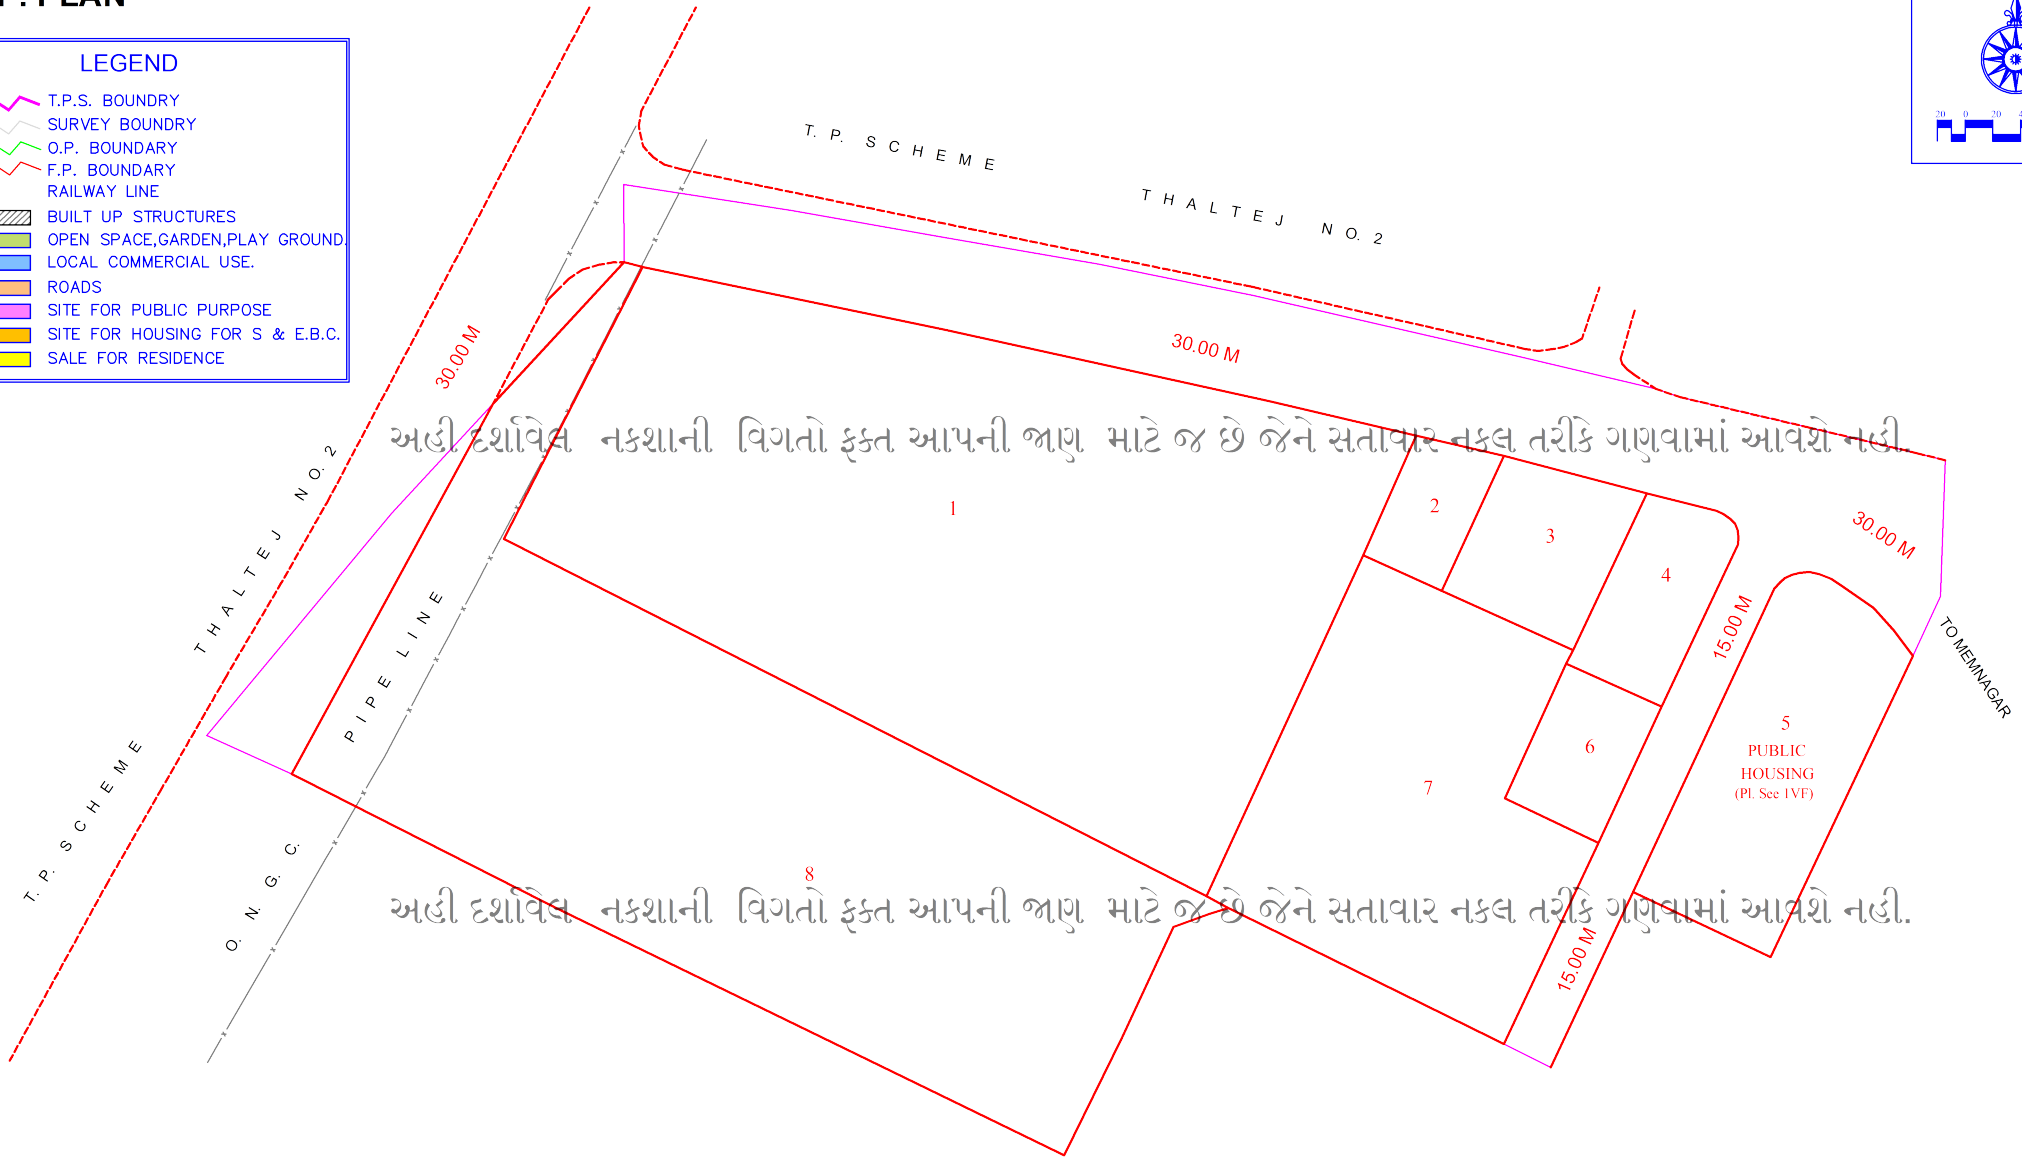 P. PLAN
LEGEND
T.P.S. BOUNDRY
SURVEY BOUNDRY
O.P. BOUNDARY
F.P. BOUNDARY
RAILWAY LINE
BUILT UP STRUCTURES
OPEN SPACE,GARDEN,PLAY GROUND.
LOCAL COMMERCIAL USE.
ROADS
SITE FOR PUBLIC PURPOSE
SITE FOR HOUSING FOR S & E.B.C.
SALE FOR RESIDENCE
20 0 20
T.P. SCHEME THALTEJ NO.2
30.00 M
30.00 M
અહી દર્શાવેલ નકશાની વિગતો ફક્ત આપની જાણ માટે જ છે જેને સતાવાર નકલ તરીકે ગણવામાં આવશે નહી.
T.P. SCHEME THALTEJ NO.2
1
2
3
4
30.00 M
15.00 M
TO MEMNAGAR
O.N.G.C. PIPE LINE
5
PUBLIC
HOUSING
(Pl. See IVF)
6
7
8
અહી દર્શાવેલ નકશાની વિગતો ફક્ત આપની જાણ માટે જ છે જેને સતાવાર નકલ તરીકે ગણવામાં આવશે નહી.
15.00 M